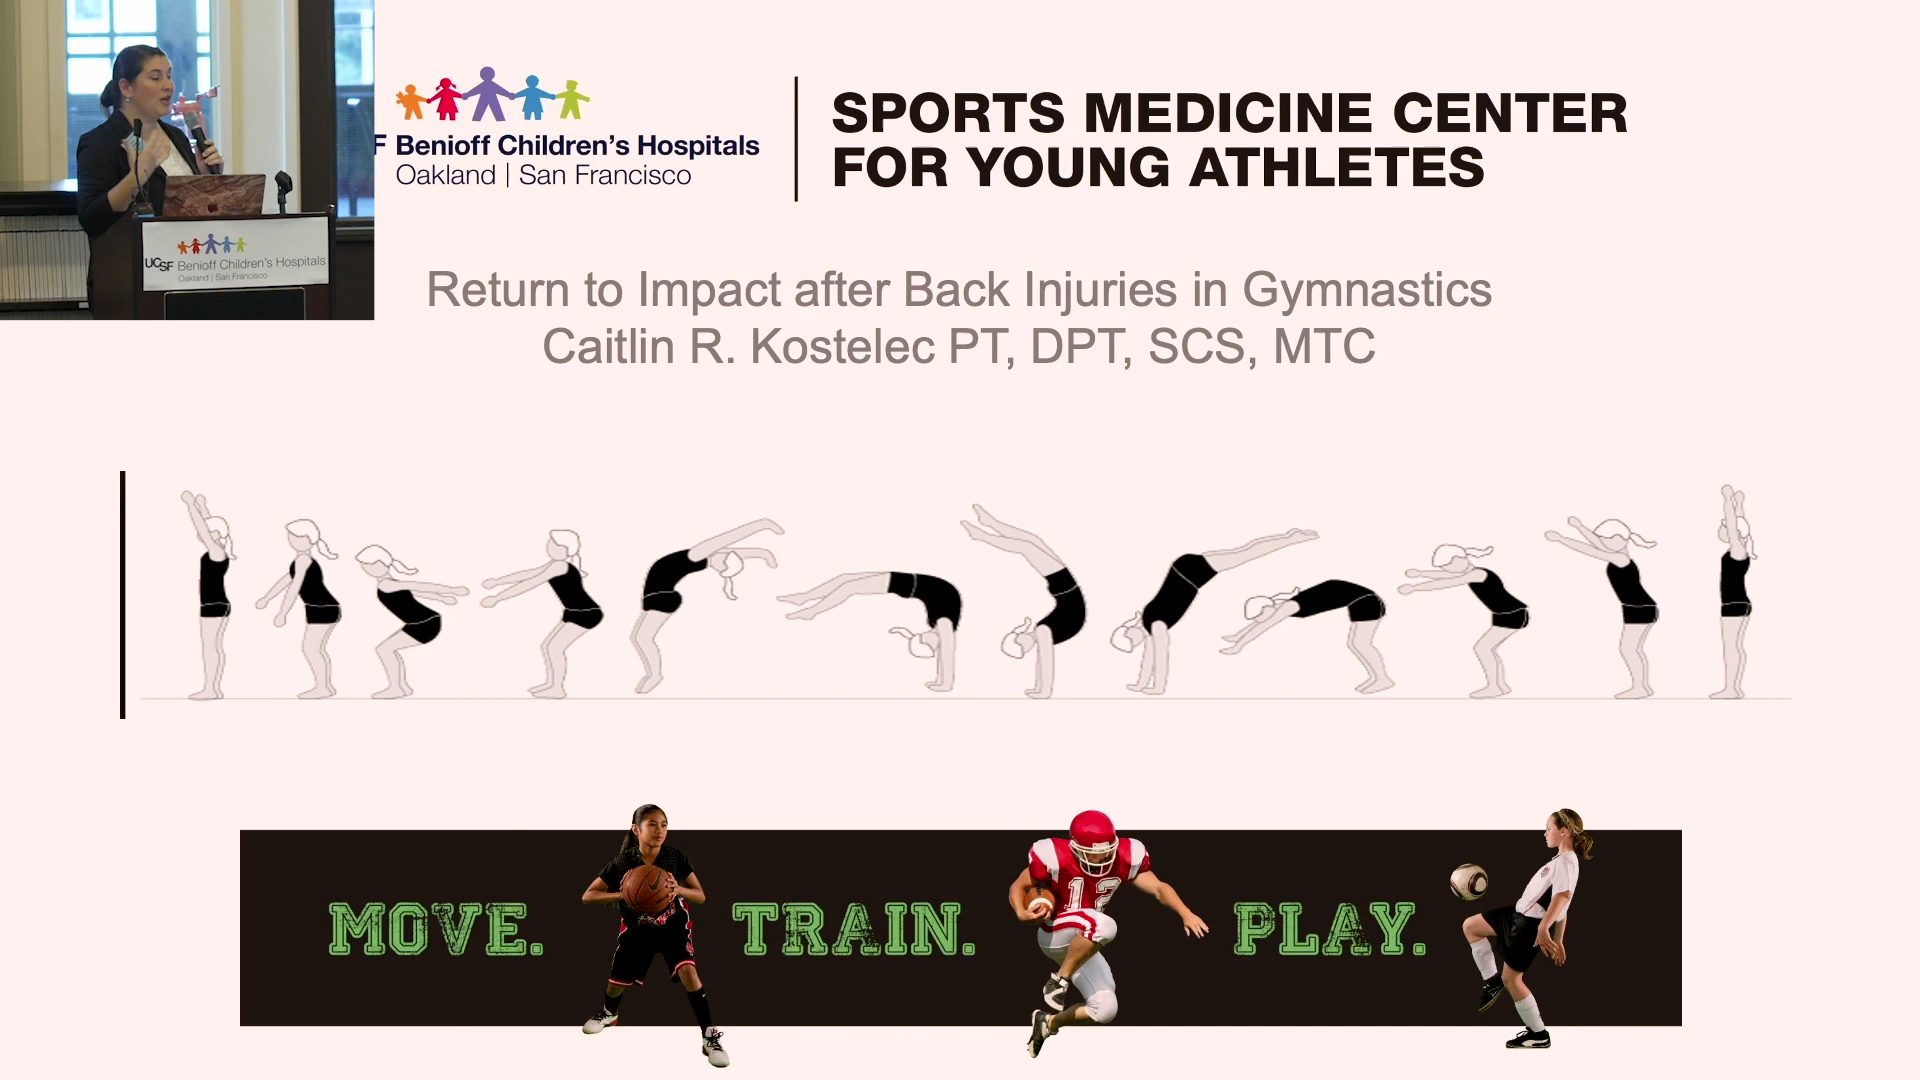 F Benioff Children's Hospitals
Oakland | San Francisco
SPORTS MEDICINE CENTER
FOR YOUNG ATHLETES
UCSF Benioff Children's Hospitals
Oakland | San Francisco
Return to Impact after Back Injuries in Gymnastics
Caitlin R. Kostelec PT, DPT, SCS, MTC
MOVE. TRAIN. PLAY.
12